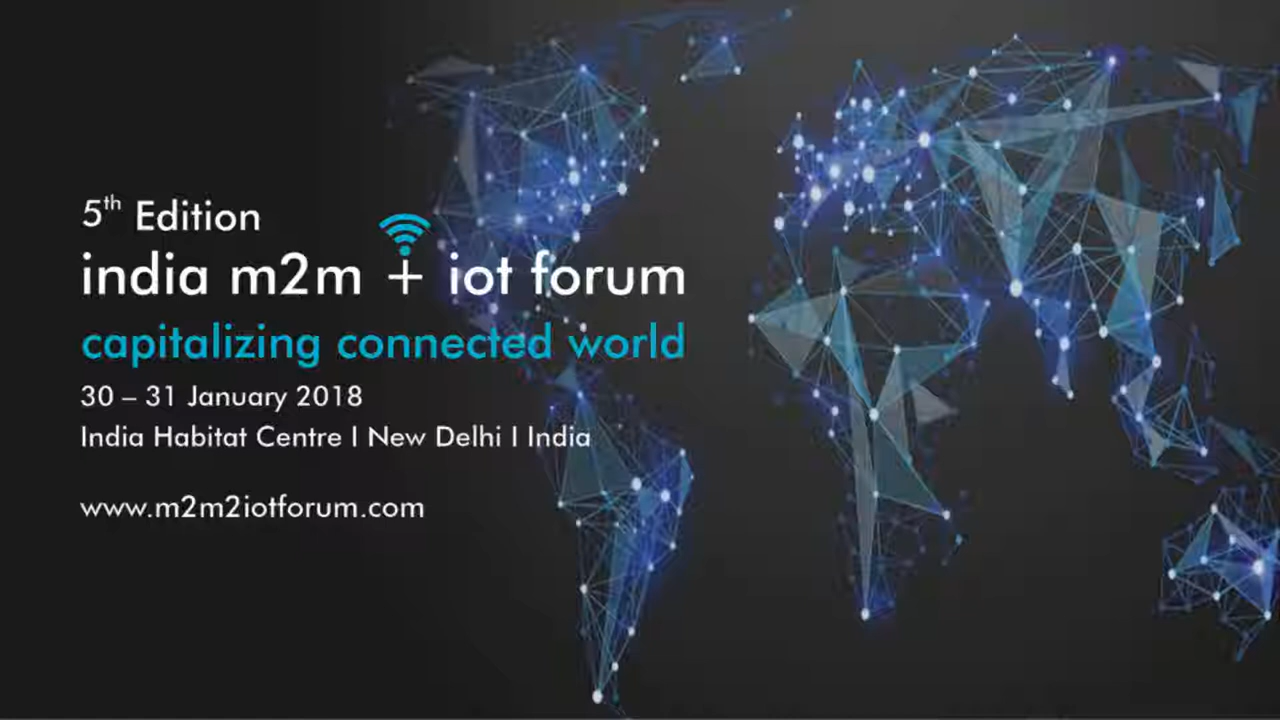 5th Edition
india m2m + iot forum
capitalizing connected world
30 – 31 January 2018
India Habitat Centre I New Delhi I India
www.m2m2iotforum.com